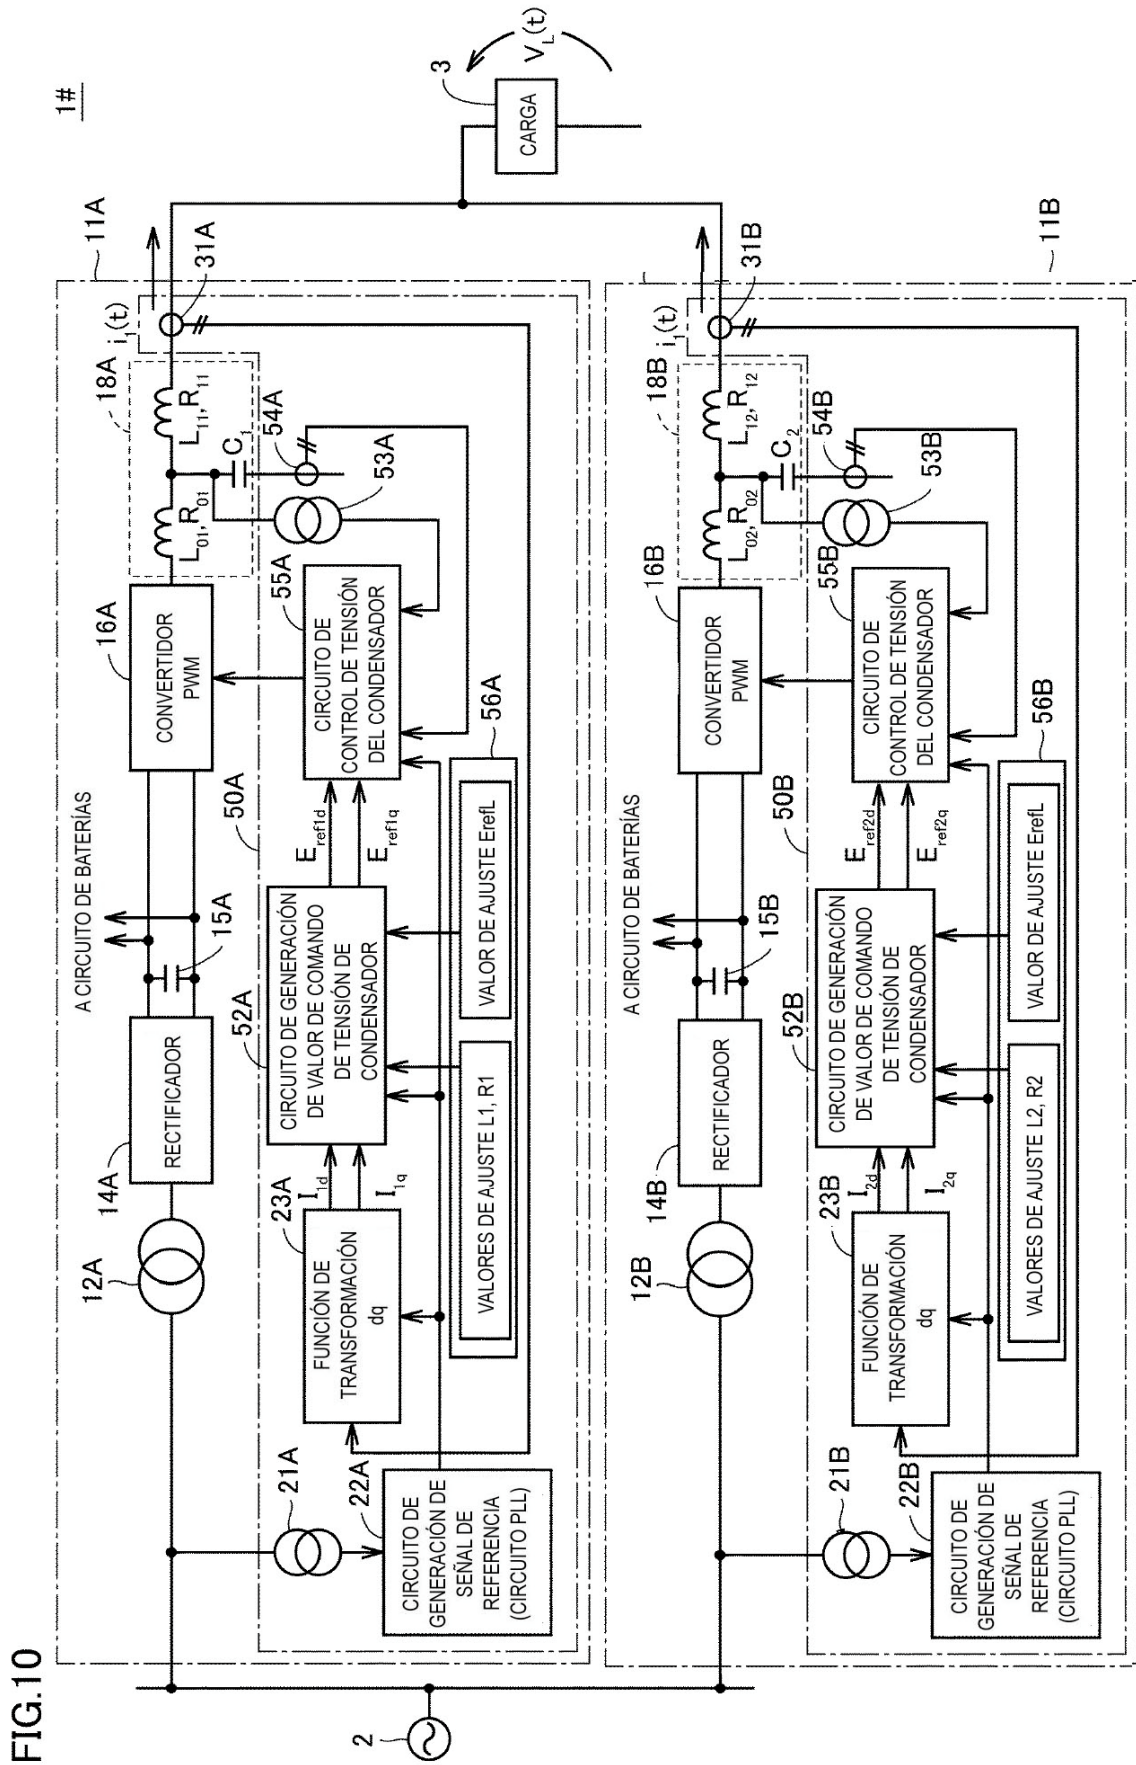 FIG.10
1#
2
3
CARGA
V_L(t)
11A
12A
14A
RECTIFICADOR
15A
A CIRCUITO DE BATERÍAS
16A
CONVERTIDOR
PWM
18A
L_01, R_01
L_11, R_11
C_1
i_1(t)
31A
54A
53A
50A
21A
22A
CIRCUITO DE
GENERACIÓN DE
SEÑAL DE
REFERENCIA
(CIRCUITO PLL)
23A
FUNCIÓN DE
TRANSFORMACIÓN
dq
I_1d
I_1q
52A
CIRCUITO DE GENERACIÓN
DE VALOR DE COMANDO
DE TENSIÓN DE
CONDENSADOR
E_ref1d
E_ref1q
55A
CIRCUITO DE
CONTROL DE TENSIÓN
DEL CONDENSADOR
56A
VALORES DE AJUSTE L1, R1
VALOR DE AJUSTE ErefL
11B
12B
14B
RECTIFICADOR
15B
A CIRCUITO DE BATERÍAS
16B
CONVERTIDOR
PWM
18B
L_02, R_02
L_12, R_12
C_2
i_1(t)
31B
54B
53B
50B
21B
22B
CIRCUITO DE
GENERACIÓN DE
SEÑAL DE
REFERENCIA
(CIRCUITO PLL)
23B
FUNCIÓN DE
TRANSFORMACIÓN
dq
I_2d
I_2q
52B
CIRCUITO DE GENERACIÓN
DE VALOR DE COMANDO
DE TENSIÓN DE
CONDENSADOR
E_ref2d
E_ref2q
55B
CIRCUITO DE
CONTROL DE TENSIÓN
DEL CONDENSADOR
56B
VALORES DE AJUSTE L2, R2
VALOR DE AJUSTE ErefL